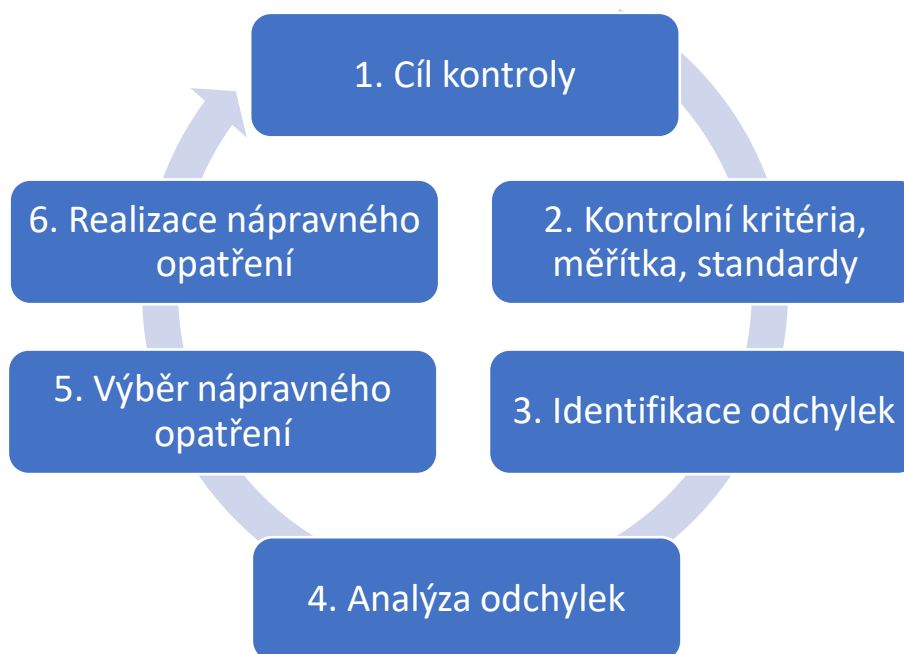 1. Cíl kontroly
2. Kontrolní kritéria,
měřítka, standardy
3. Identifikace odchylek
4. Analýza odchylek
5. Výběr nápravného
opatření
6. Realizace nápravného
opatření